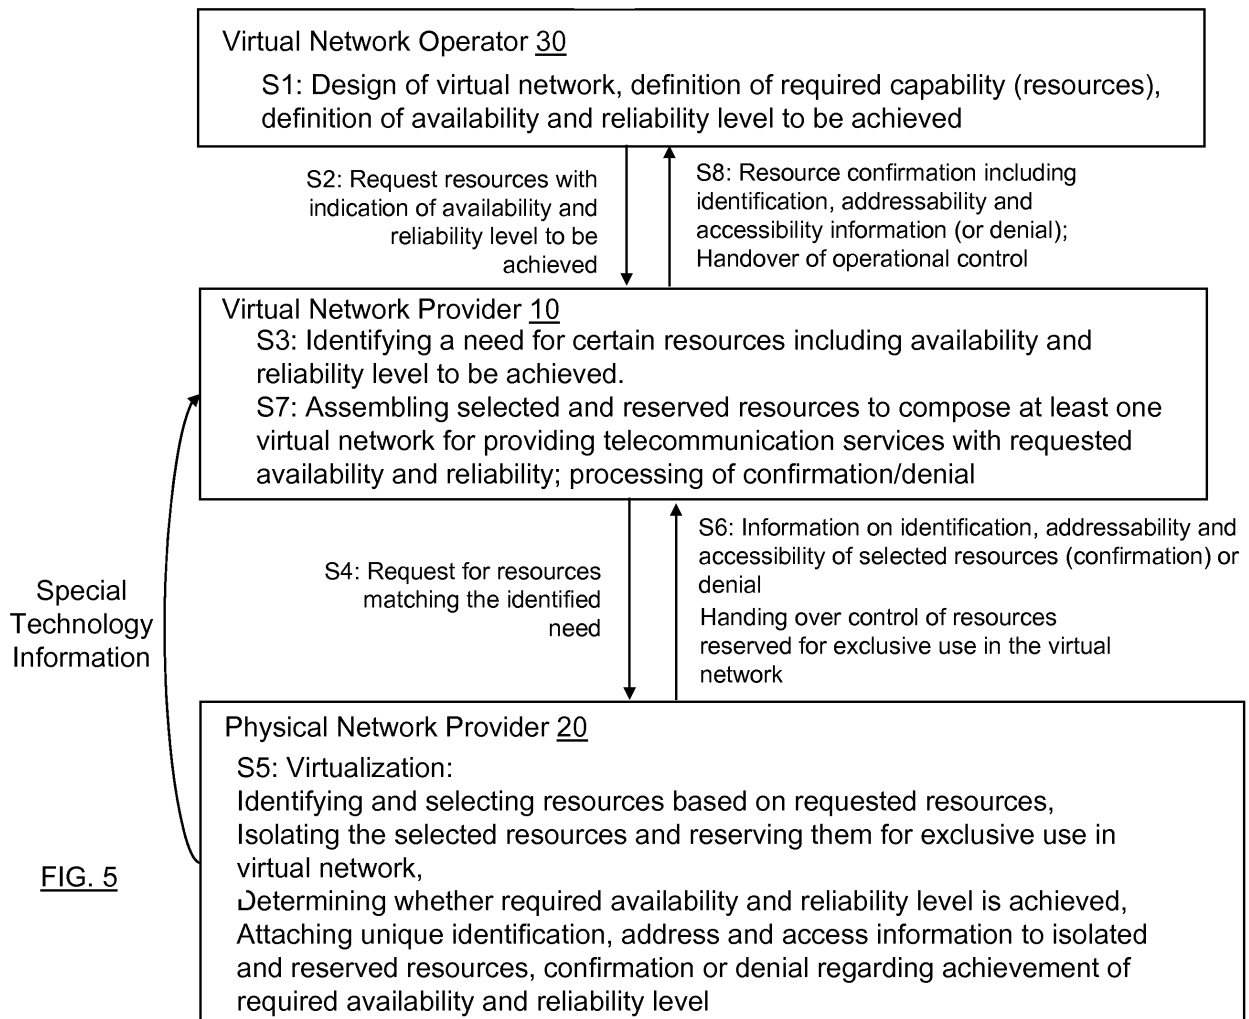 Virtual Network Operator 30
S1: Design of virtual network, definition of required capability (resources),
definition of availability and reliability level to be achieved
S2: Request resources with
indication of availability and
reliability level to be
achieved
S8: Resource confirmation including
identification, addressability and
accessibility information (or denial);
Handover of operational control
Virtual Network Provider 10
S3: Identifying a need for certain resources including availability and
reliability level to be achieved.
S7: Assembling selected and reserved resources to compose at least one
virtual network for providing telecommunication services with requested
availability and reliability; processing of confirmation/denial
S4: Request for resources
matching the identified
need
S6: Information on identification, addressability and
accessibility of selected resources (confirmation) or
denial
Handing over control of resources
reserved for exclusive use in the virtual
network
Special
Technology
Information
Physical Network Provider 20
S5: Virtualization:
Identifying and selecting resources based on requested resources,
Isolating the selected resources and reserving them for exclusive use in
virtual network,
Determining whether required availability and reliability level is achieved,
Attaching unique identification, address and access information to isolated
and reserved resources, confirmation or denial regarding achievement of
required availability and reliability level
FIG. 5